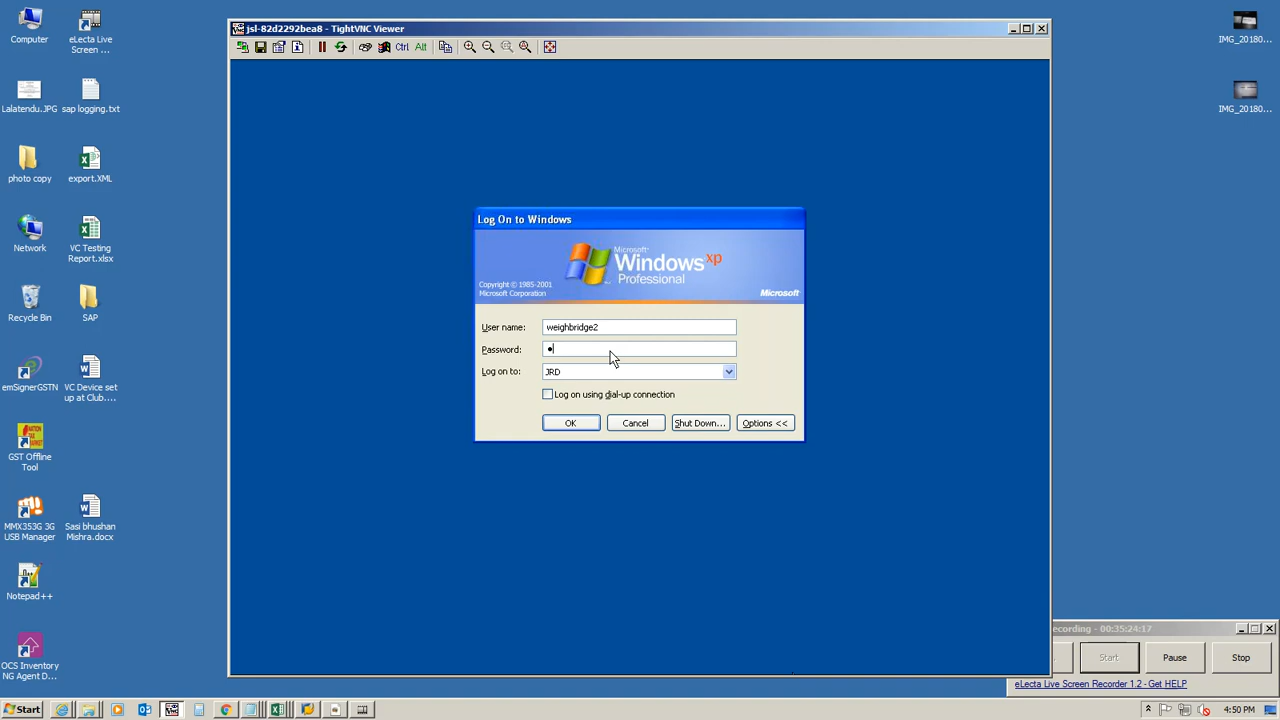 jsl-82d2292bea8 - TightVNC Viewer
Ctrl Alt
Computer
eLecta Live Screen ...
Lalatendu.JPG
sap logging.txt
photo copy
export.XML
Network
VC Testing Report.xlsx
Recycle Bin
SAP
emSignerGSTN
VC Device set up at Club....
GST Offline Tool
MMX353G 3G USB Manager
Sasi bhushan Mishra.docx
Notepad++
OCS Inventory NG Agent D...
IMG_20180...
IMG_20180...
Log On to Windows
Microsoft
Windows xp
Professional
Copyright © 1985-2001
Microsoft Corporation
Microsoft
User name: weighbridge2
Password: ●
Log on to: JRD
Log on using dial-up connection
OK Cancel Shut Down... Options <<
ecording - 00:35:24:17
Start Pause Stop
eLecta Live Screen Recorder 1.2 - Get HELP
Start
4:50 PM